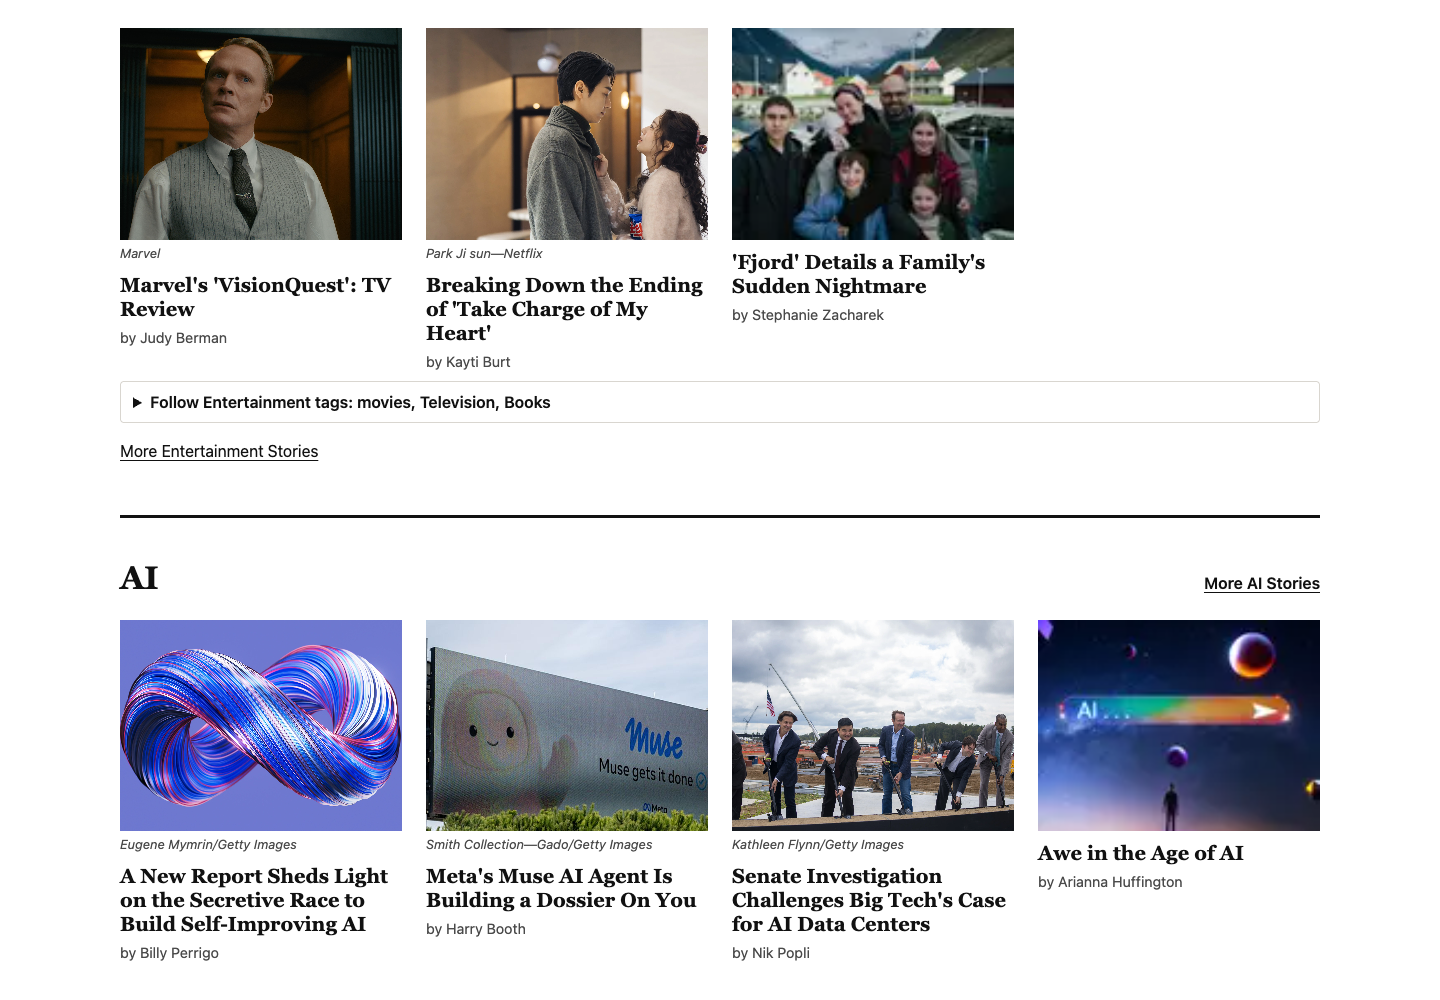 Marvel
Marvel's 'VisionQuest': TV
Review
by Judy Berman
Park Ji sun—Netflix
Breaking Down the Ending
of 'Take Charge of My
Heart'
by Kayti Burt
'Fjord' Details a Family's
Sudden Nightmare
by Stephanie Zacharek
Follow Entertainment tags: movies, Television, Books
More Entertainment Stories
AI
More AI Stories
Eugene Mymrin/Getty Images
A New Report Sheds Light
on the Secretive Race to
Build Self-Improving AI
by Billy Perrigo
Muse
Muse gets it done
Meta
Smith Collection—Gado/Getty Images
Meta's Muse AI Agent Is
Building a Dossier On You
by Harry Booth
Kathleen Flynn/Getty Images
Senate Investigation
Challenges Big Tech's Case
for AI Data Centers
by Nik Popli
AI...
Awe in the Age of AI
by Arianna Huffington